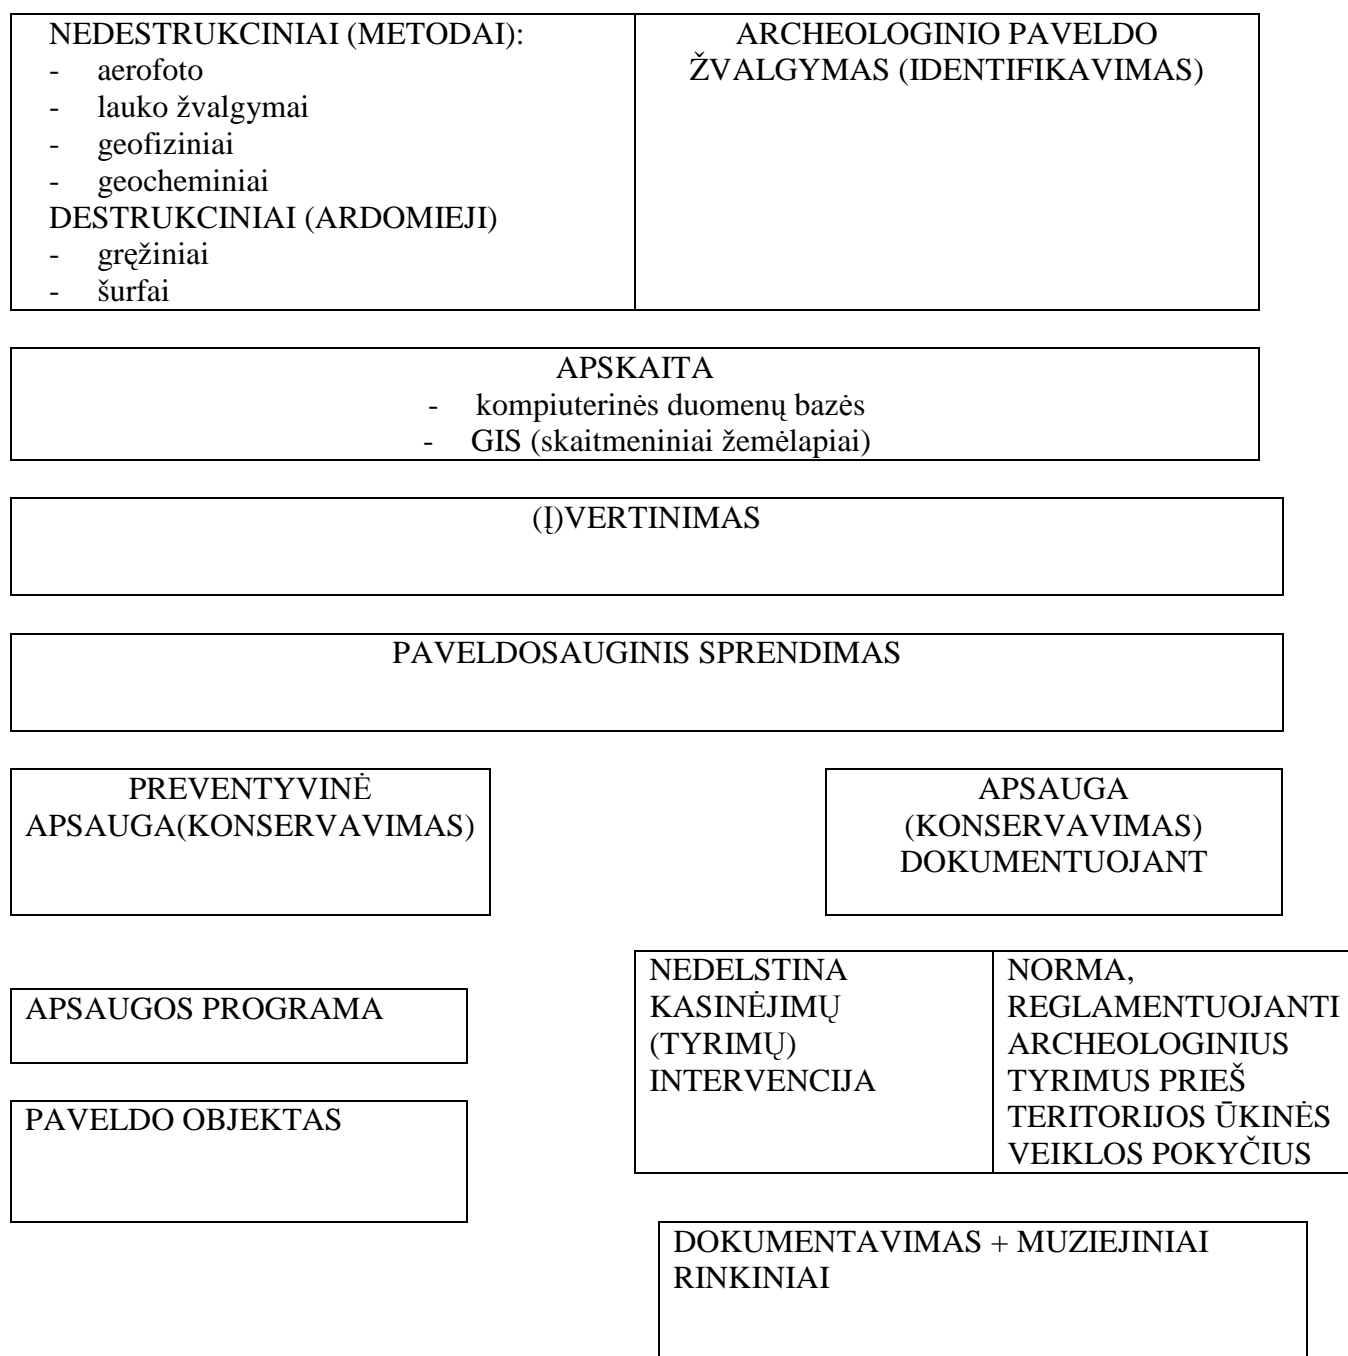 NEDESTRUKCINIAI (METODAI):
- aerofoto
- lauko žvalgymai
- geofiziniai
- geocheminiai
DESTRUKCINIAI (ARDOMIEJI)
- gręžiniai
- šurfai
ARCHEOLOGINIO PAVELDO
ŽVALGYMAS (IDENTIFIKAVIMAS)
APSKAITA
- kompiuterinės duomenų bazės
- GIS (skaitmeniniai žemėlapiai)
(Į)VERTINIMAS
PAVELDOSAUGINIS SPRENDIMAS
PREVENTYVINĖ
APSAUGA(KONSERVAVIMAS)
APSAUGA
(KONSERVAVIMAS)
DOKUMENTUOJANT
APSAUGOS PROGRAMA
PAVELDO OBJEKTAS
NEDELSTINA
KASINĖJIMŲ
(TYRIMŲ)
INTERVENCIJA
NORMA,
REGLAMENTUOJANTI
ARCHEOLOGINIUS
TYRIMUS PRIEŠ
TERITORIJOS ŪKINĖS
VEIKLOS POKYČIUS
DOKUMENTAVIMAS + MUZIEJINIAI
RINKINIAI